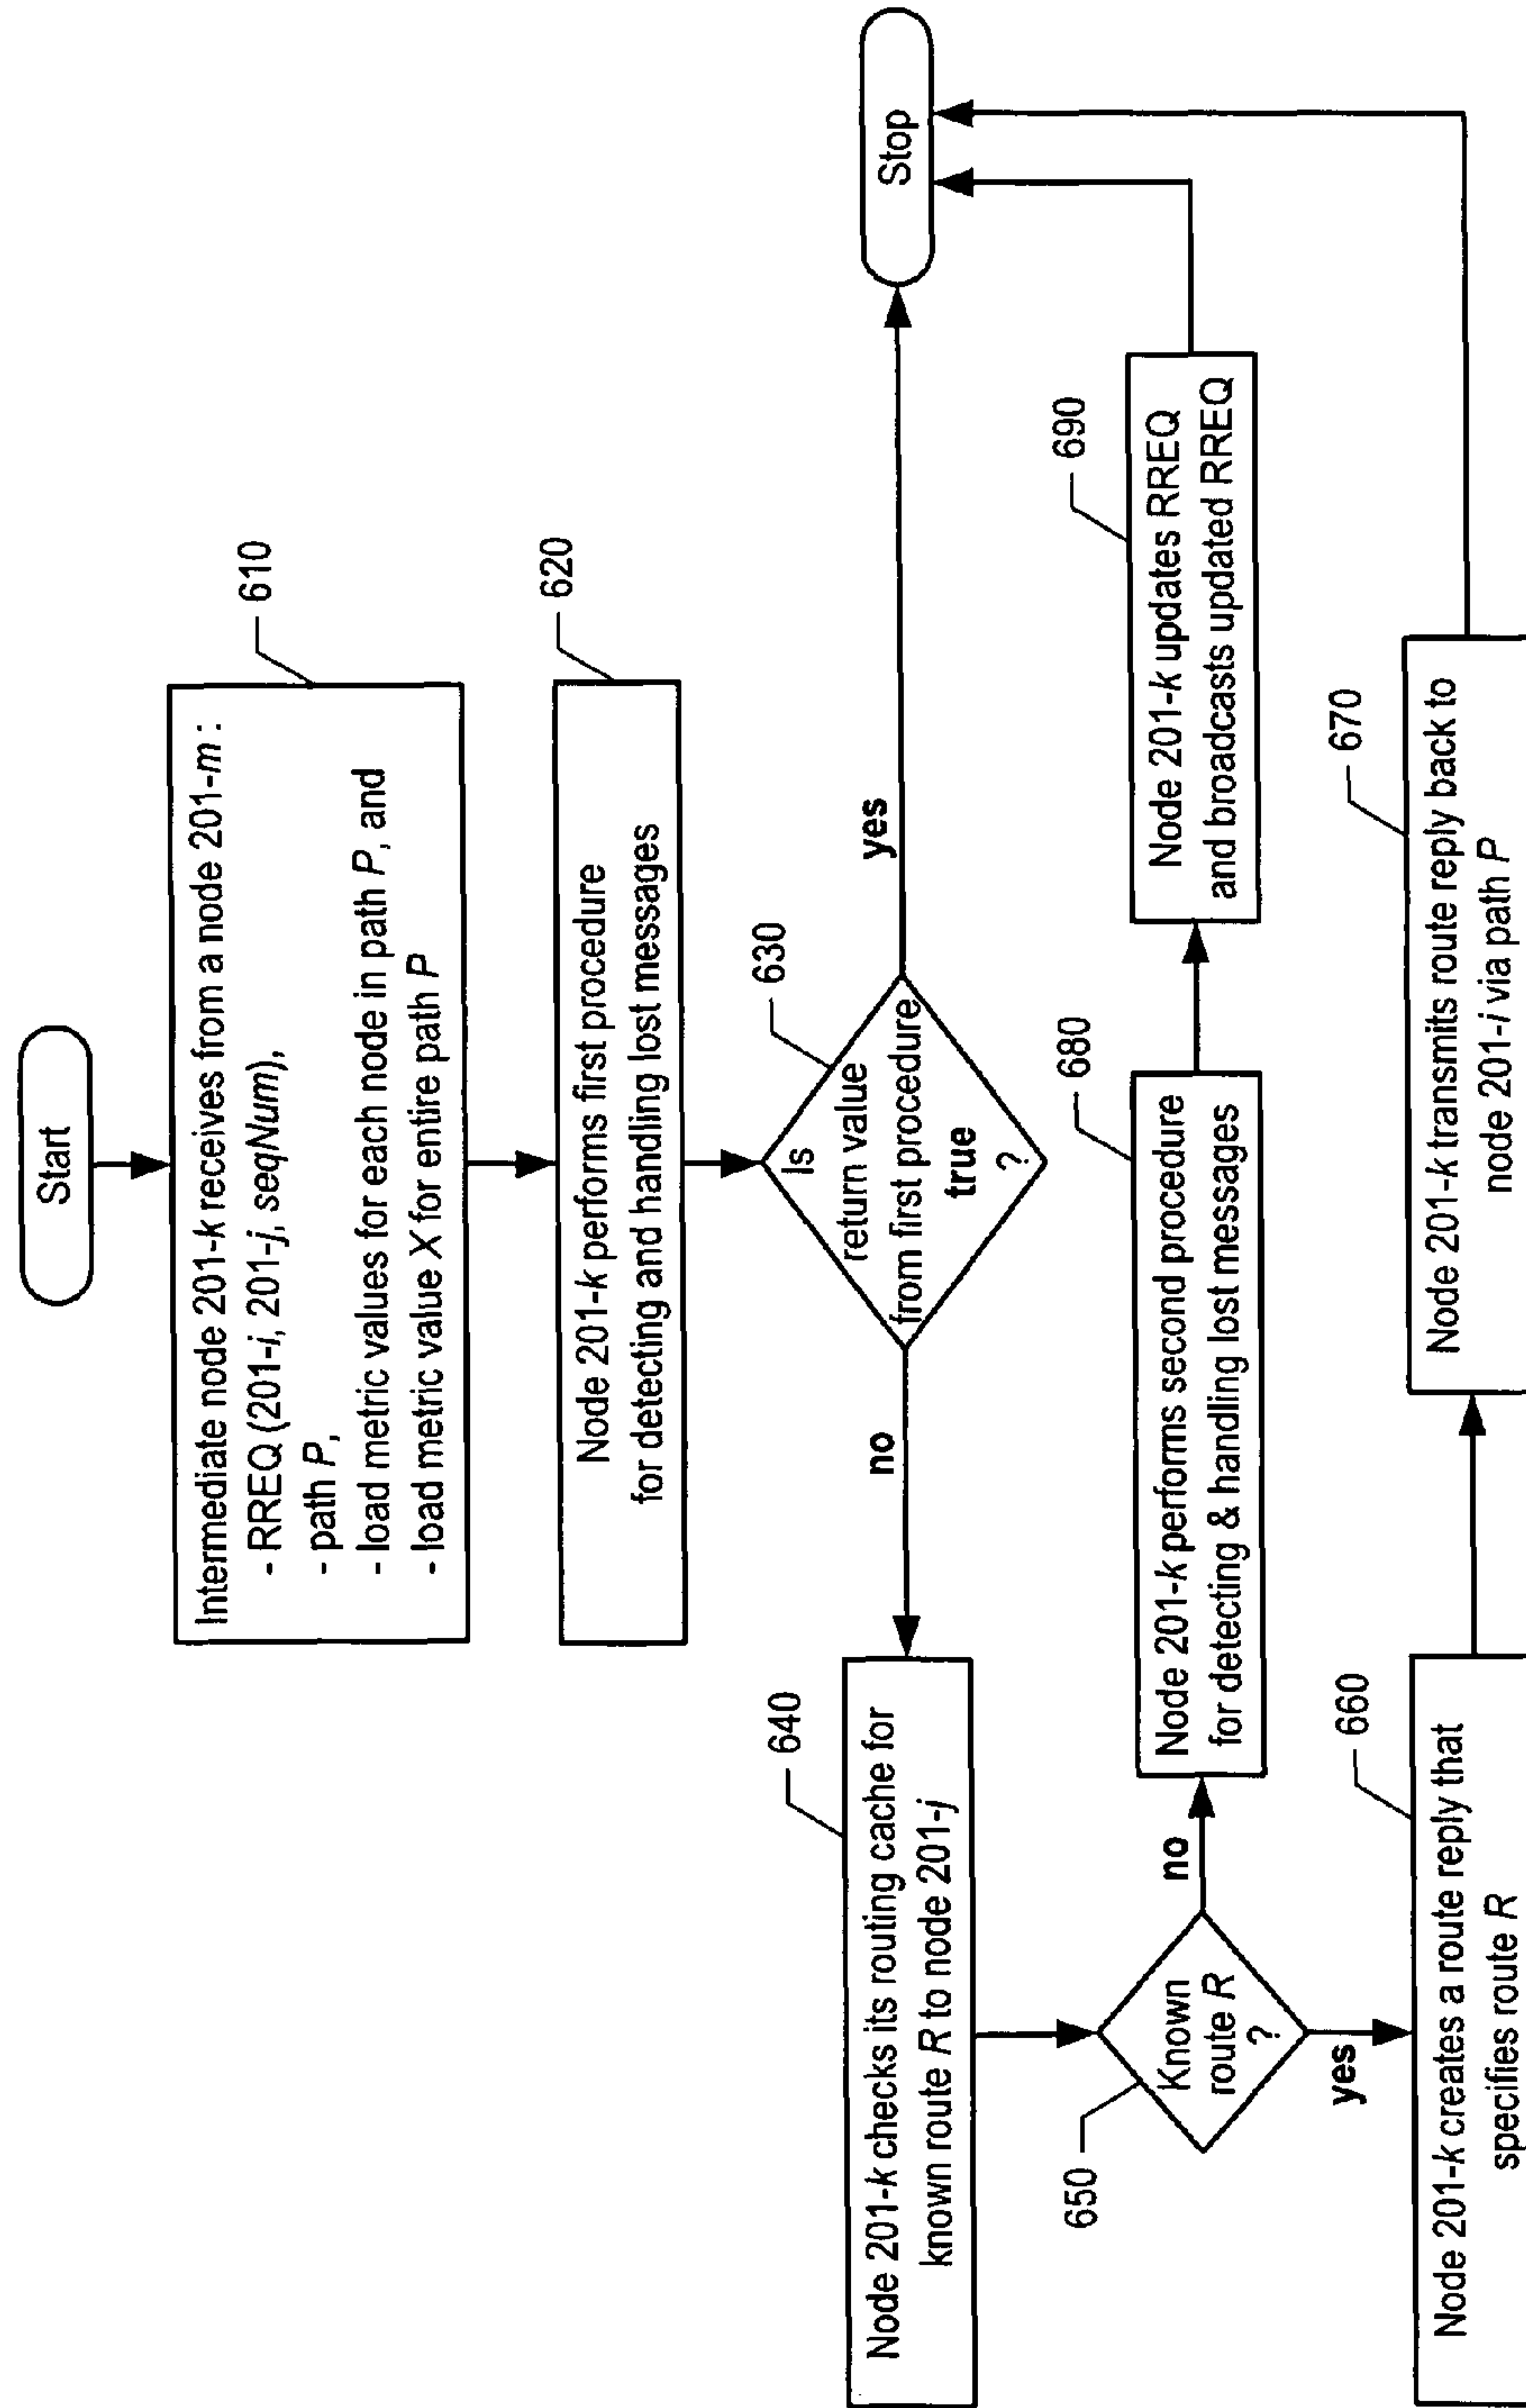 Start
610
Intermediate node 201-k receives from a node 201-m :
- RREQ (201-i, 201-j, seqNum),
- path P,
- load metric values for each node in path P, and
- load metric value X for entire path P
620
Node 201-k performs first procedure
for detecting and handling lost messages
630
Is
return value
from first procedure
true
?
yes
Stop
no
640
Node 201-k checks its routing cache for
known route R to node 201-j
650
Known
route R
?
no
680
Node 201-k performs second procedure
for detecting & handling lost messages
690
Node 201-k updates RREQ
and broadcasts updated RREQ
yes
660
Node 201-k creates a route reply that
specifies route R
670
Node 201-k transmits route reply back to
node 201-i via path P